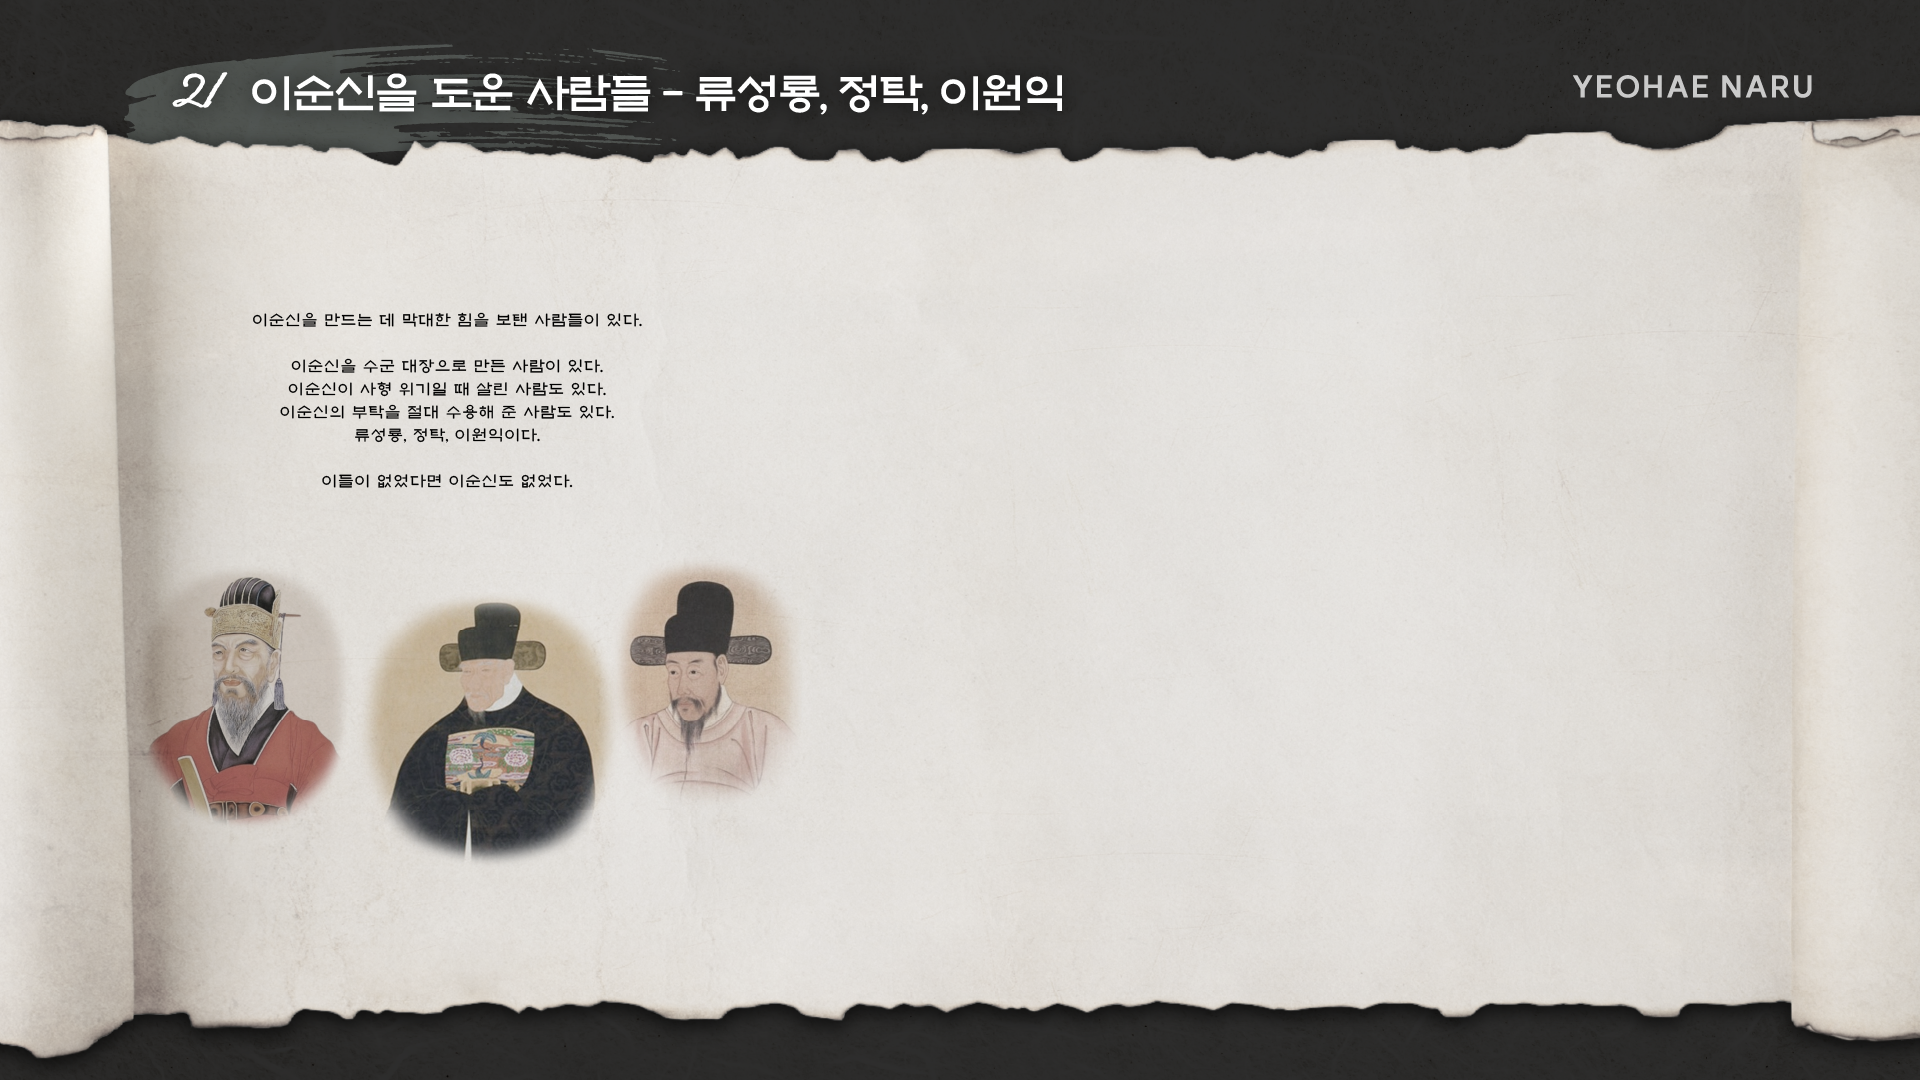 21 이순신을 도운 사람들 - 류성룡, 정탁, 이원익
YEOHAE NARU
이순신을 만드는 데 막대한 힘을 보탠 사람들이 있다.
이순신을 수군 대장으로 만든 사람이 있다.
이순신이 사형 위기일 때 살린 사람도 있다.
이순신의 부탁을 절대 수용해 준 사람도 있다.
류성룡, 정탁, 이원익이다.
이들이 없었다면 이순신도 없었다.